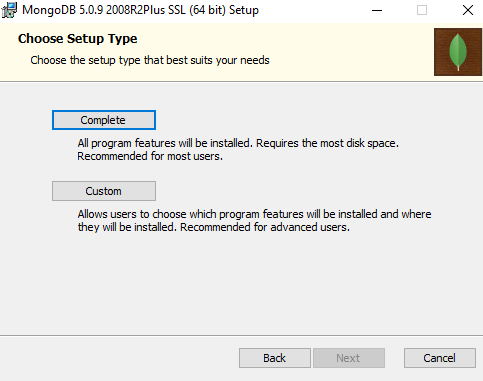 MongoDB 5.0.9 2008R2Plus SSL (64 bit) Setup
Choose Setup Type
Choose the setup type that best suits your needs
Complete
All program features will be installed. Requires the most disk space.
Recommended for most users.
Custom
Allows users to choose which program features will be installed and where
they will be installed. Recommended for advanced users.
Back
Next
Cancel